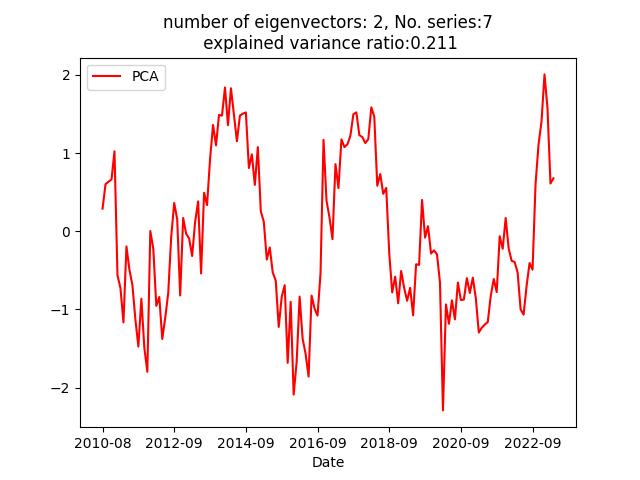 number of eigenvectors: 2, No. series:7
explained variance ratio:0.211
PCA
2
1
0
−1
−2
2010-08 2012-09 2014-09 2016-09 2018-09 2020-09 2022-09
Date